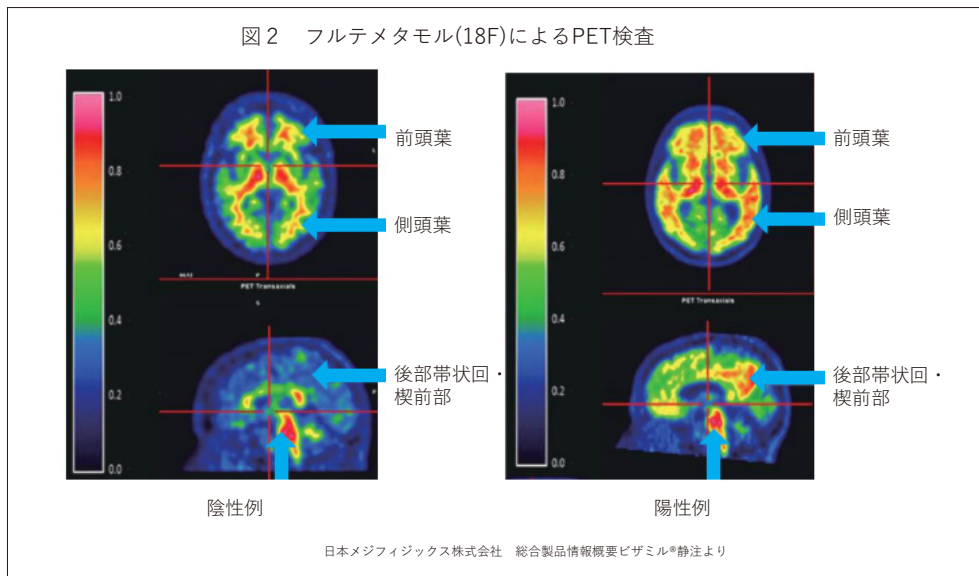 図2 フルテメタモル(18F)によるPET検査
1.0
0.8
0.6
0.4
0.2
0.0
L
P
PET Transaxials
S
P
前頭葉
側頭葉
後部帯状回・
楔前部
陰性例
1.0
0.8
0.6
0.4
0.2
0.0
PET Transaxials
前頭葉
側頭葉
後部帯状回・
楔前部
陽性例
日本メジフィジックス株式会社 総合製品情報概要ビザミル®静注より